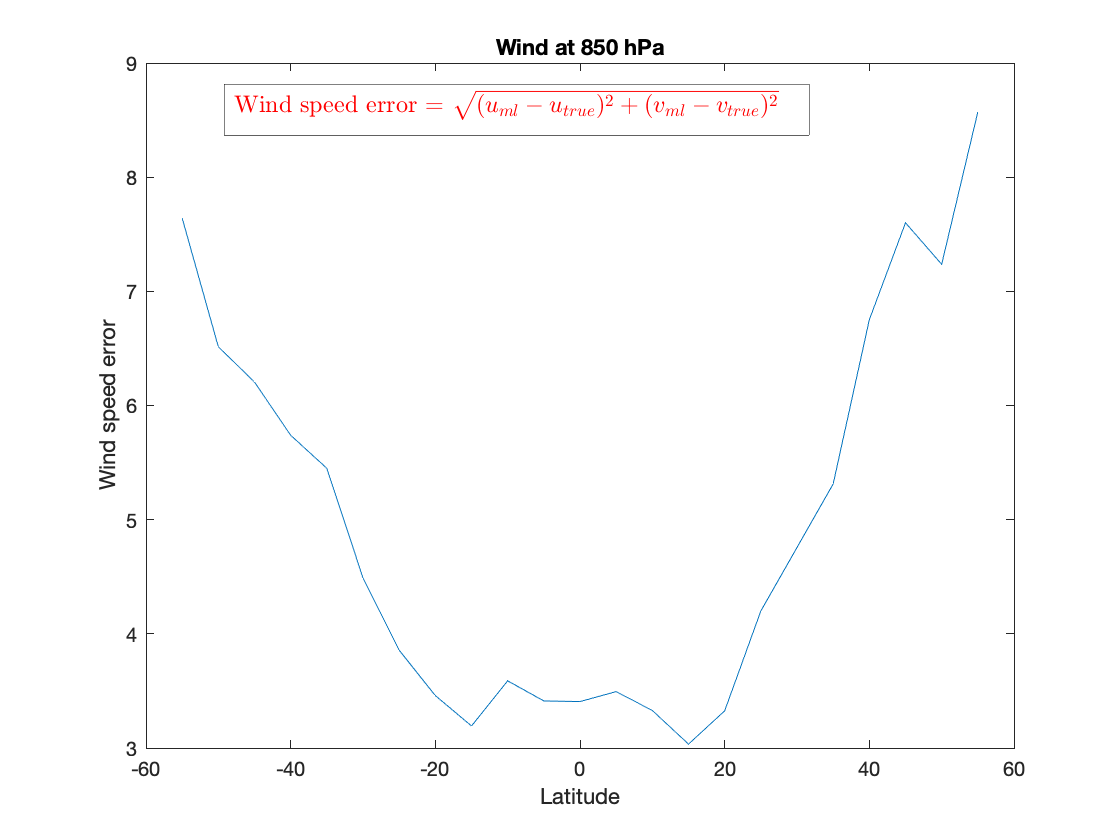 Wind at 850 hPa
Wind speed error = √(u_ml − u_true)² + (v_ml − v_true)²
9
8
7
6
5
4
3
Wind speed error
-60 -40 -20 0 20 40 60
Latitude